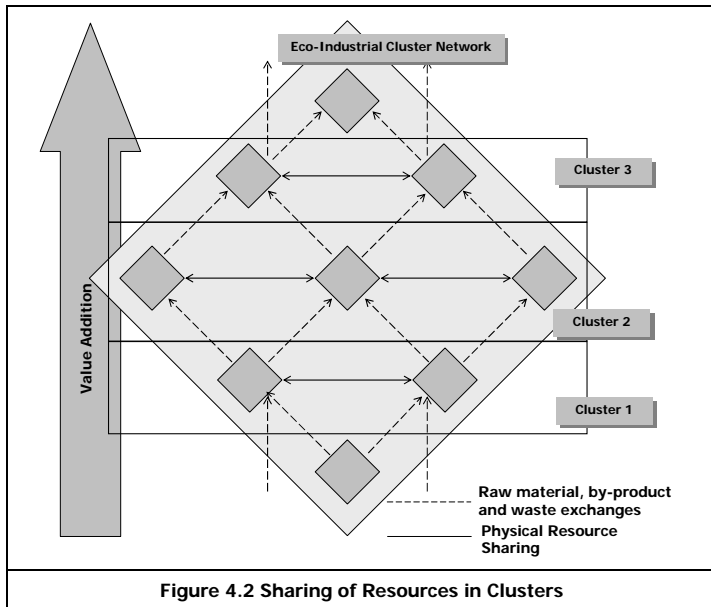 Eco-Industrial Cluster Network
Cluster 3
Cluster 2
Value Addition
Cluster 1
Raw material, by-product
and waste exchanges
Physical Resource
Sharing
Figure 4.2 Sharing of Resources in Clusters